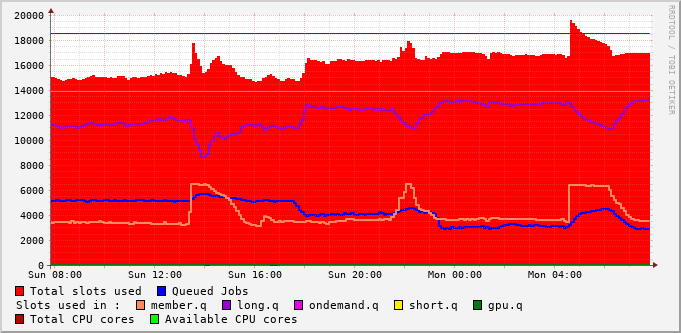 RRDTOOL / TOBI OETIKER
20000
18000
16000
14000
12000
10000
8000
6000
4000
2000
0
Sun 08:00 Sun 12:00 Sun 16:00 Sun 20:00 Mon 00:00 Mon 04:00
Total slots used Queued Jobs
Slots used in : member.q long.q ondemand.q short.q gpu.q
Total CPU cores Available CPU cores